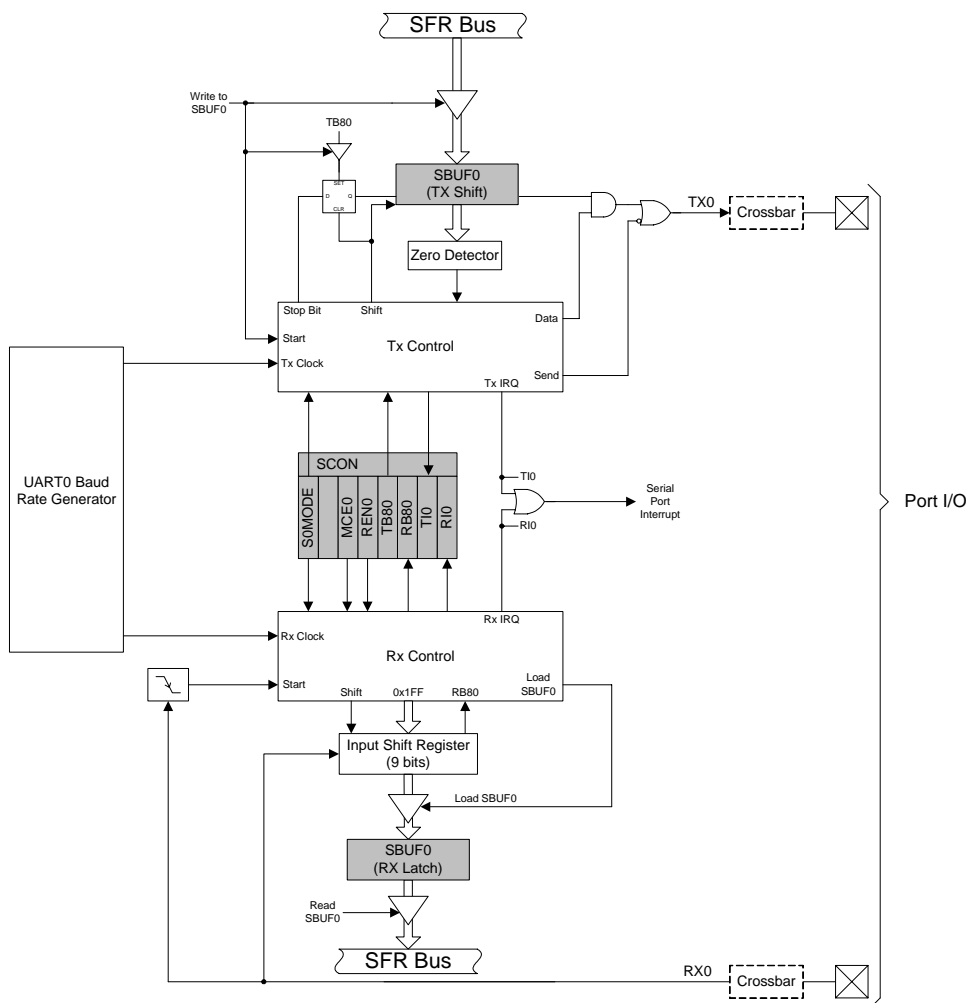 SFR Bus
Write to
SBUF0
TB80
SET
D
Q
CLR
SBUF0
(TX Shift)
TX0
Crossbar
Zero Detector
Stop Bit
Shift
Data
Start
Tx Control
Tx Clock
Send
Tx IRQ
UART0 Baud
Rate Generator
SCON
S0MODE
MCE0
REN0
TB80
RB80
TI0
RI0
TI0
Serial
Port
Interrupt
RI0
Port I/O
Rx IRQ
Rx Clock
Rx Control
Start
Load
SBUF0
Shift
0x1FF
RB80
Input Shift Register
(9 bits)
Load SBUF0
SBUF0
(RX Latch)
Read
SBUF0
SFR Bus
RX0
Crossbar